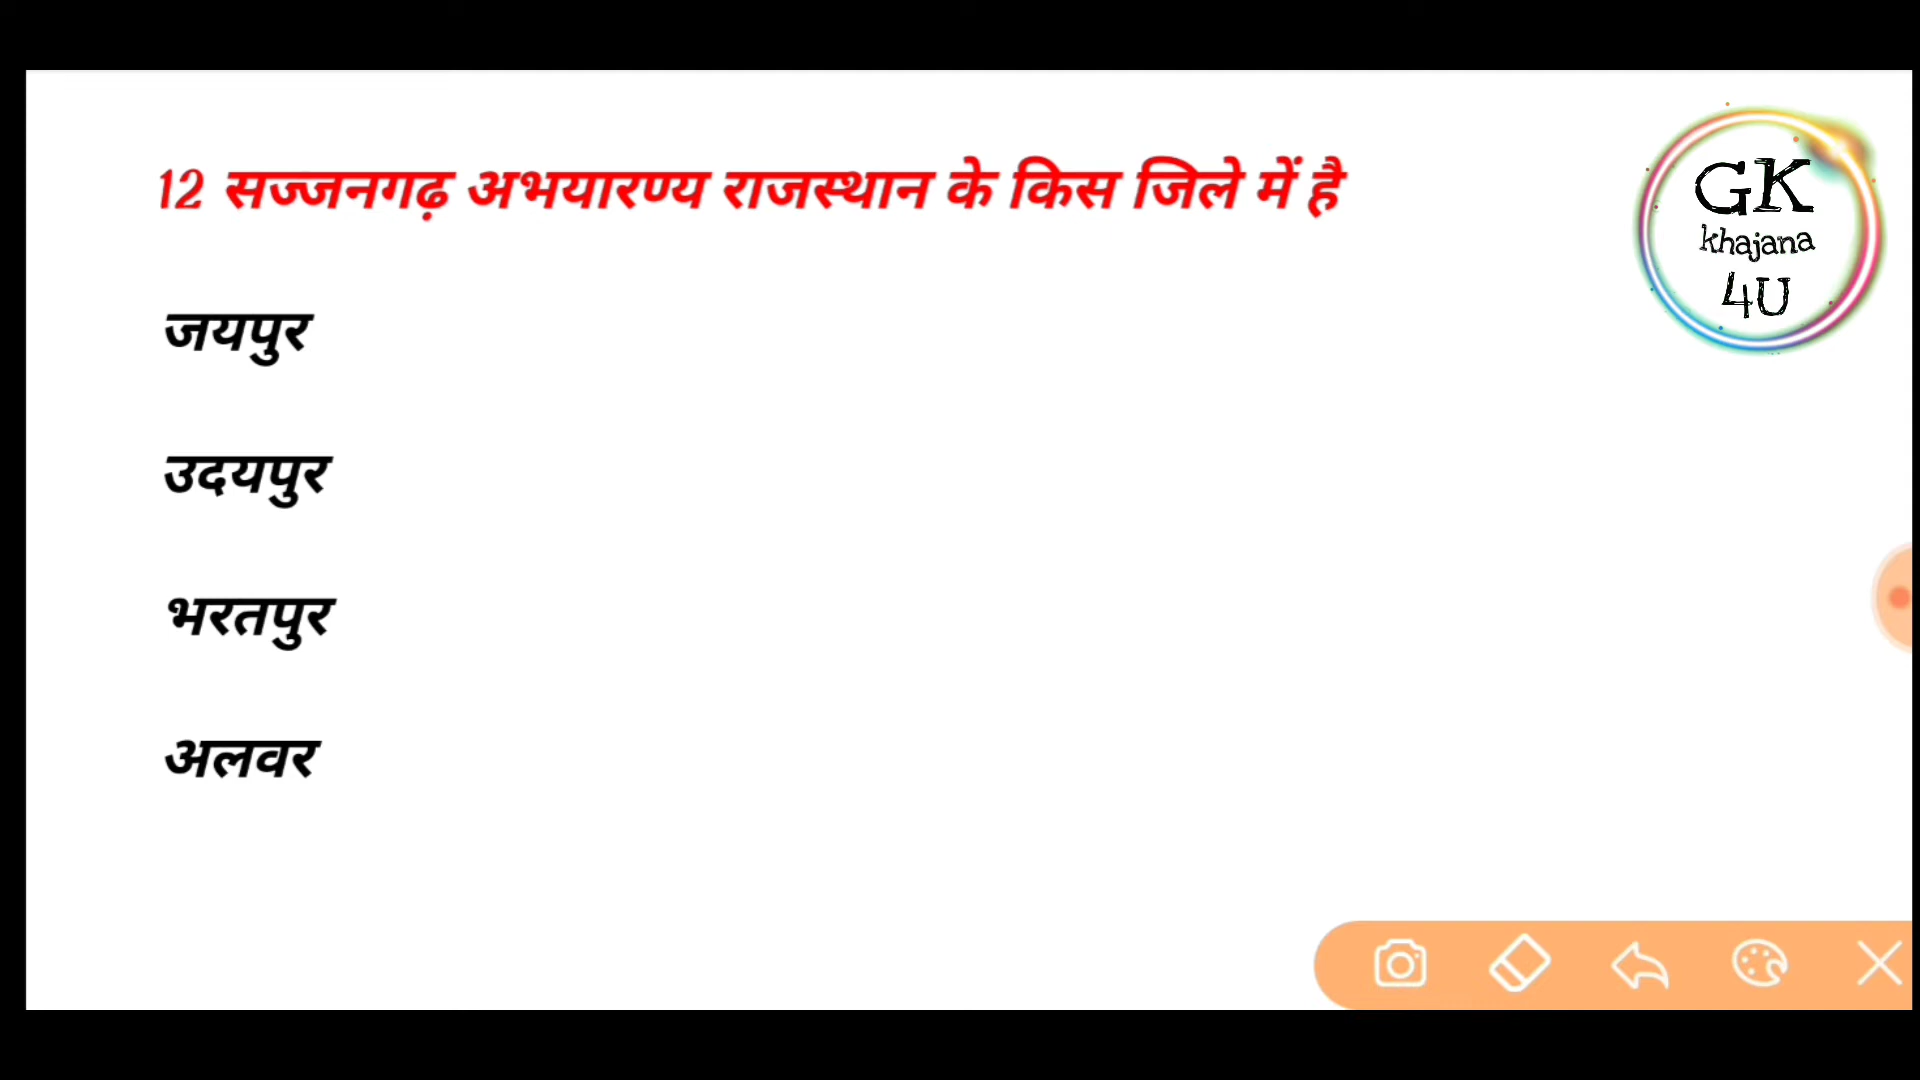 12 सज्जनगढ़ अभयारण्य राजस्थान के किस जिले में है
जयपुर
उदयपुर
भरतपुर
अलवर
GK
khajana
4U